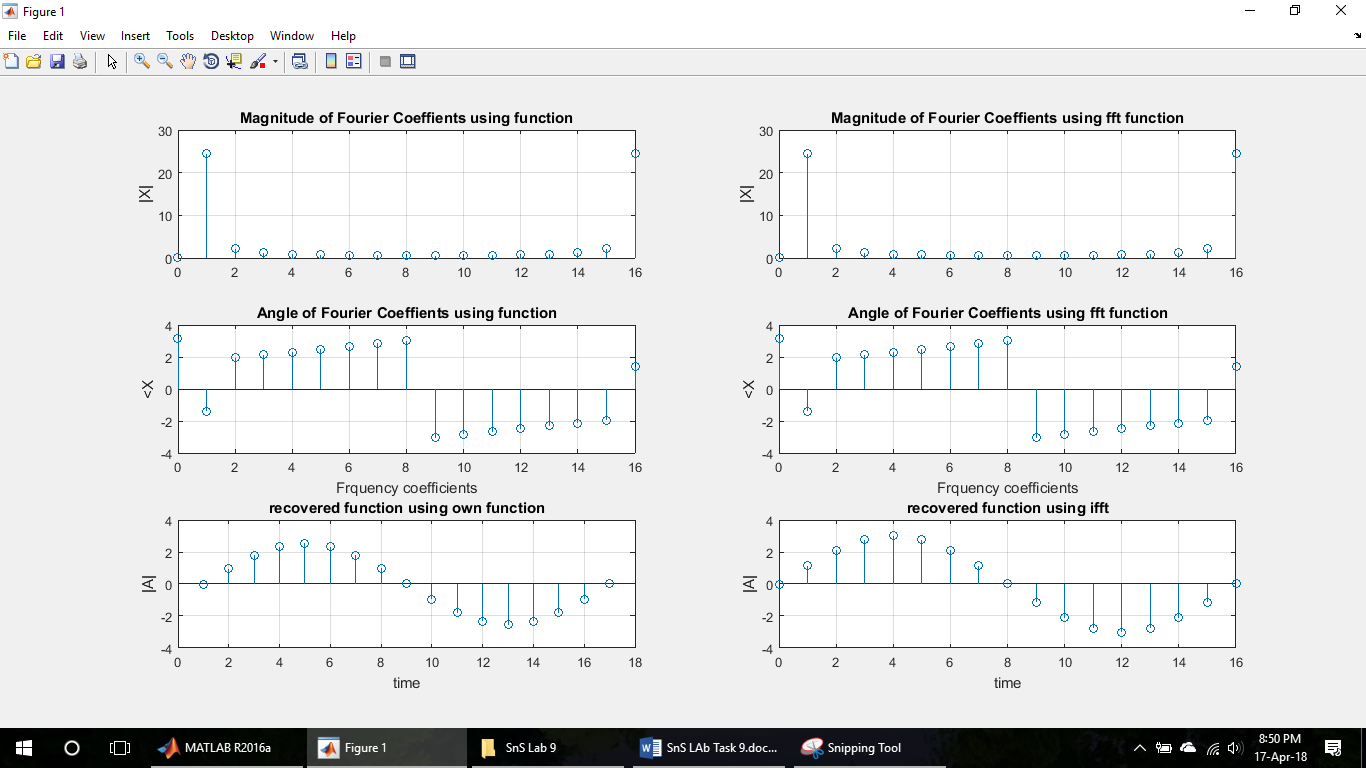 Figure 1
File Edit View Insert Tools Desktop Window Help
Magnitude of Fourier Coeffients using function
|X|
30
20
10
0
0 2 4 6 8 10 12 14 16
Magnitude of Fourier Coeffients using fft function
|X|
30
20
10
0
0 2 4 6 8 10 12 14 16
Angle of Fourier Coeffients using function
<X
4
2
0
-2
-4
0 2 4 6 8 10 12 14 16
Frquency coefficients
Angle of Fourier Coeffients using fft function
<X
4
2
0
-2
-4
0 2 4 6 8 10 12 14 16
Frquency coefficients
recovered function using own function
|A|
4
2
0
-2
-4
0 2 4 6 8 10 12 14 16 18
time
recovered function using ifft
|A|
4
2
0
-2
-4
0 2 4 6 8 10 12 14 16
time
MATLAB R2016a Figure 1 SnS Lab 9 SnS LAb Task 9.doc... Snipping Tool
8:50 PM
17-Apr-18